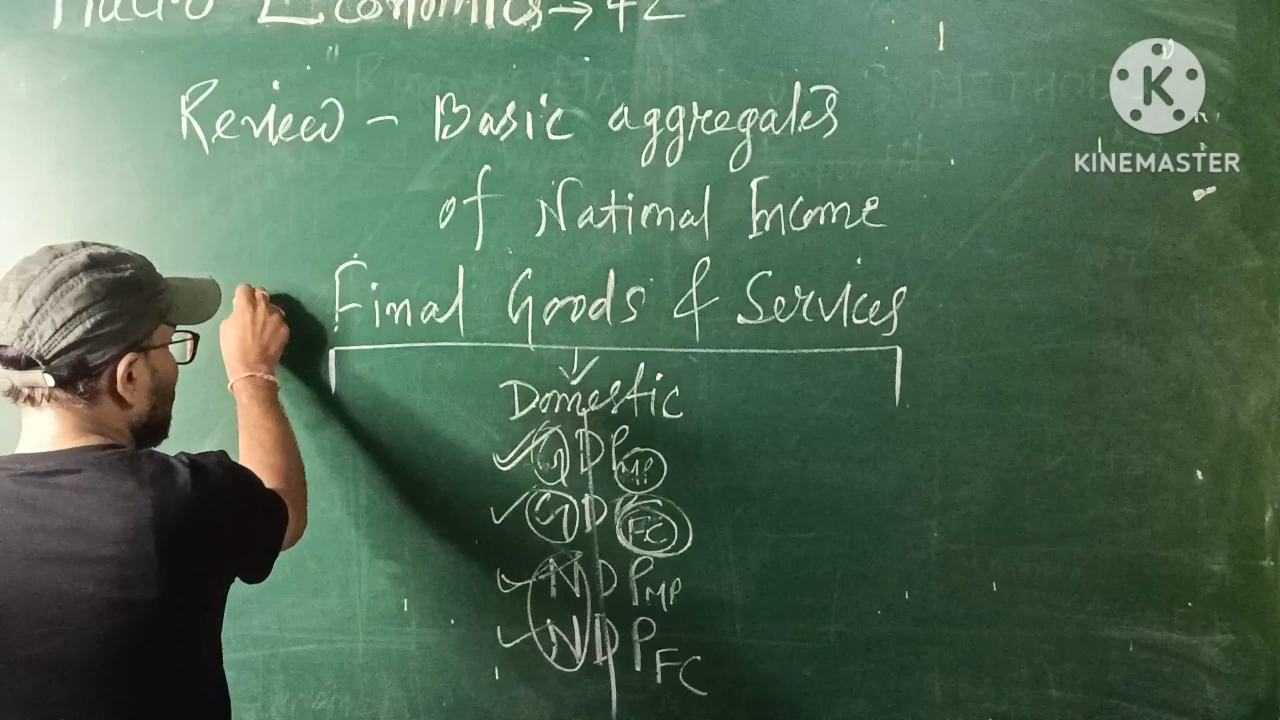 Macro Economics → 42
Review - Basic aggregates
of National Income
Final Goods & Services
Domestic
GDP MP
GDP FC
NDP MP
NDP FC
K
KINEMASTER